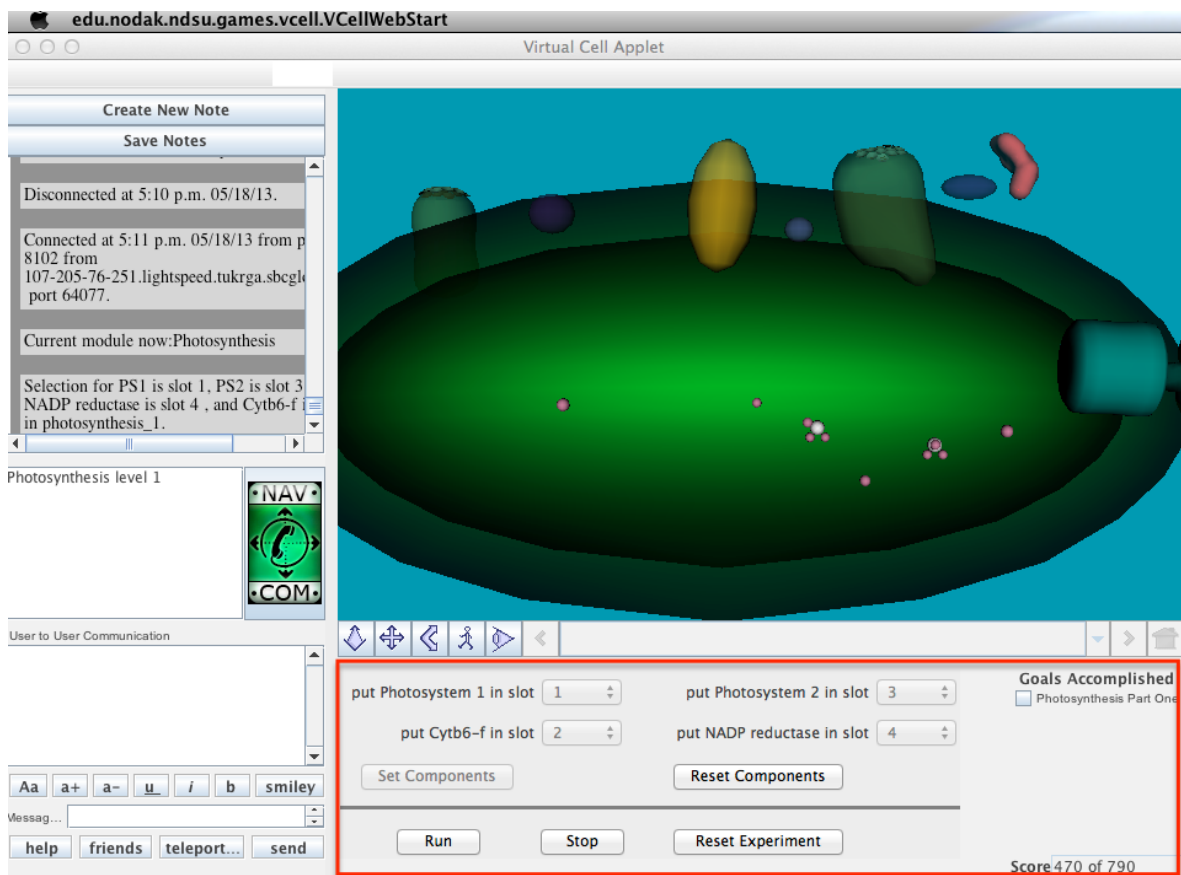 edu.nodak.ndsu.games.vcell.VCellWebStart
Virtual Cell Applet
Create New Note
Save Notes
Disconnected at 5:10 p.m. 05/18/13.
Connected at 5:11 p.m. 05/18/13 from p
8102 from
107-205-76-251.lightspeed.tukrga.sbcgl
port 64077.
Current module now:Photosynthesis
Selection for PS1 is slot 1, PS2 is slot 3
NADP reductase is slot 4 , and Cytb6-f i
in photosynthesis_1.
Photosynthesis level 1
NAV
COM
User to User Communication
Aa a+ a- u i b smiley
Messag...
help friends teleport... send
put Photosystem 1 in slot 1
put Photosystem 2 in slot 3
put Cytb6-f in slot 2
put NADP reductase in slot 4
Set Components
Reset Components
Run
Stop
Reset Experiment
Goals Accomplished
Photosynthesis Part One
Score 470 of 790